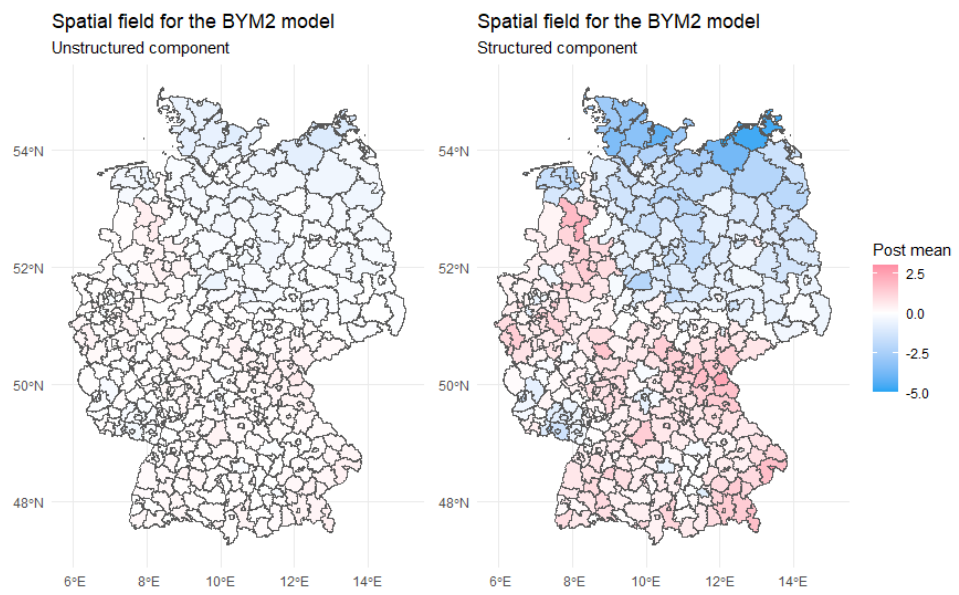 Spatial field for the BYM2 model
Unstructured component
54°N
52°N
50°N
48°N
6°E 8°E 10°E 12°E 14°E
Spatial field for the BYM2 model
Structured component
54°N
52°N
50°N
48°N
6°E 8°E 10°E 12°E 14°E
Post mean
2.5
0.0
-2.5
-5.0